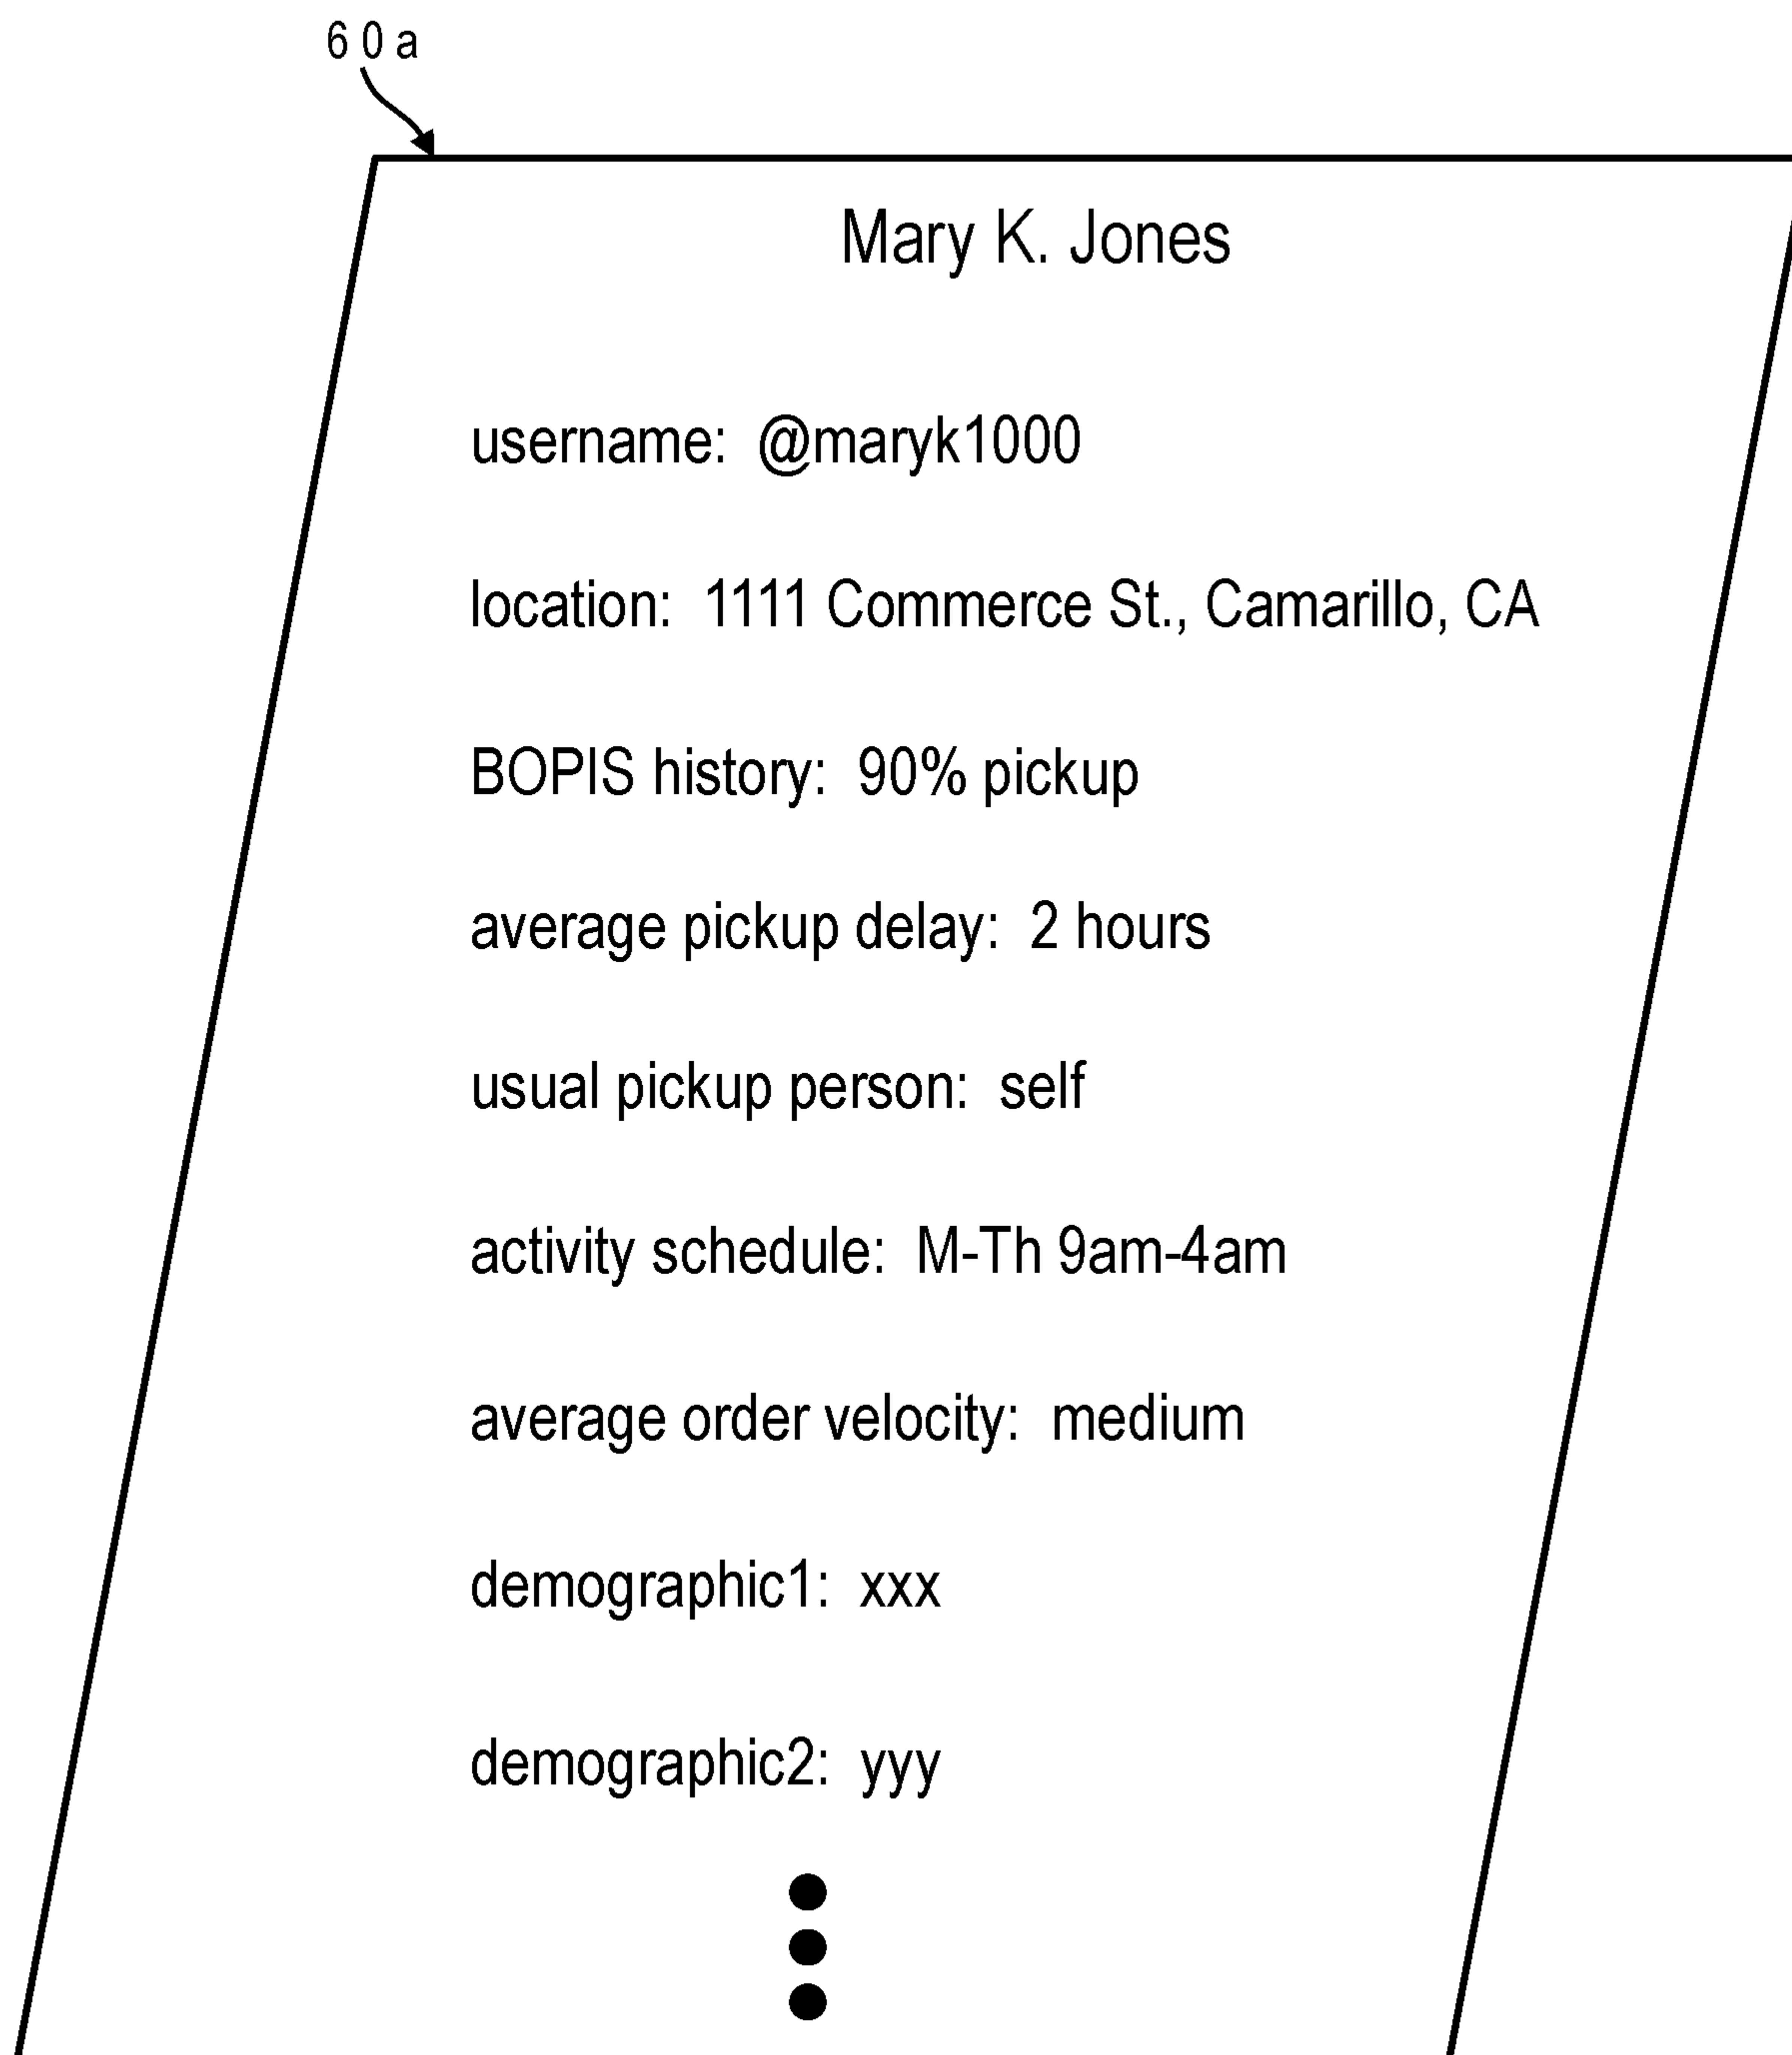 60a
Mary K. Jones
username: @maryk1000
location: 1111 Commerce St., Camarillo, CA
BOPIS history: 90% pickup
average pickup delay: 2 hours
usual pickup person: self
activity schedule: M-Th 9am-4am
average order velocity: medium
demographic1: xxx
demographic2: yyy